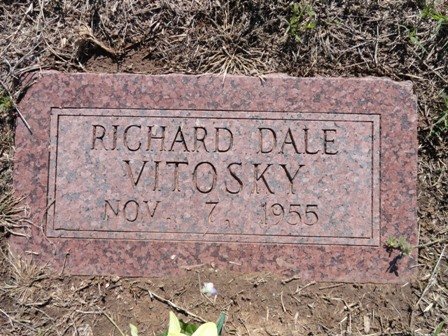 RICHARD DALE
VITOSKY
NOV. 7, 1955